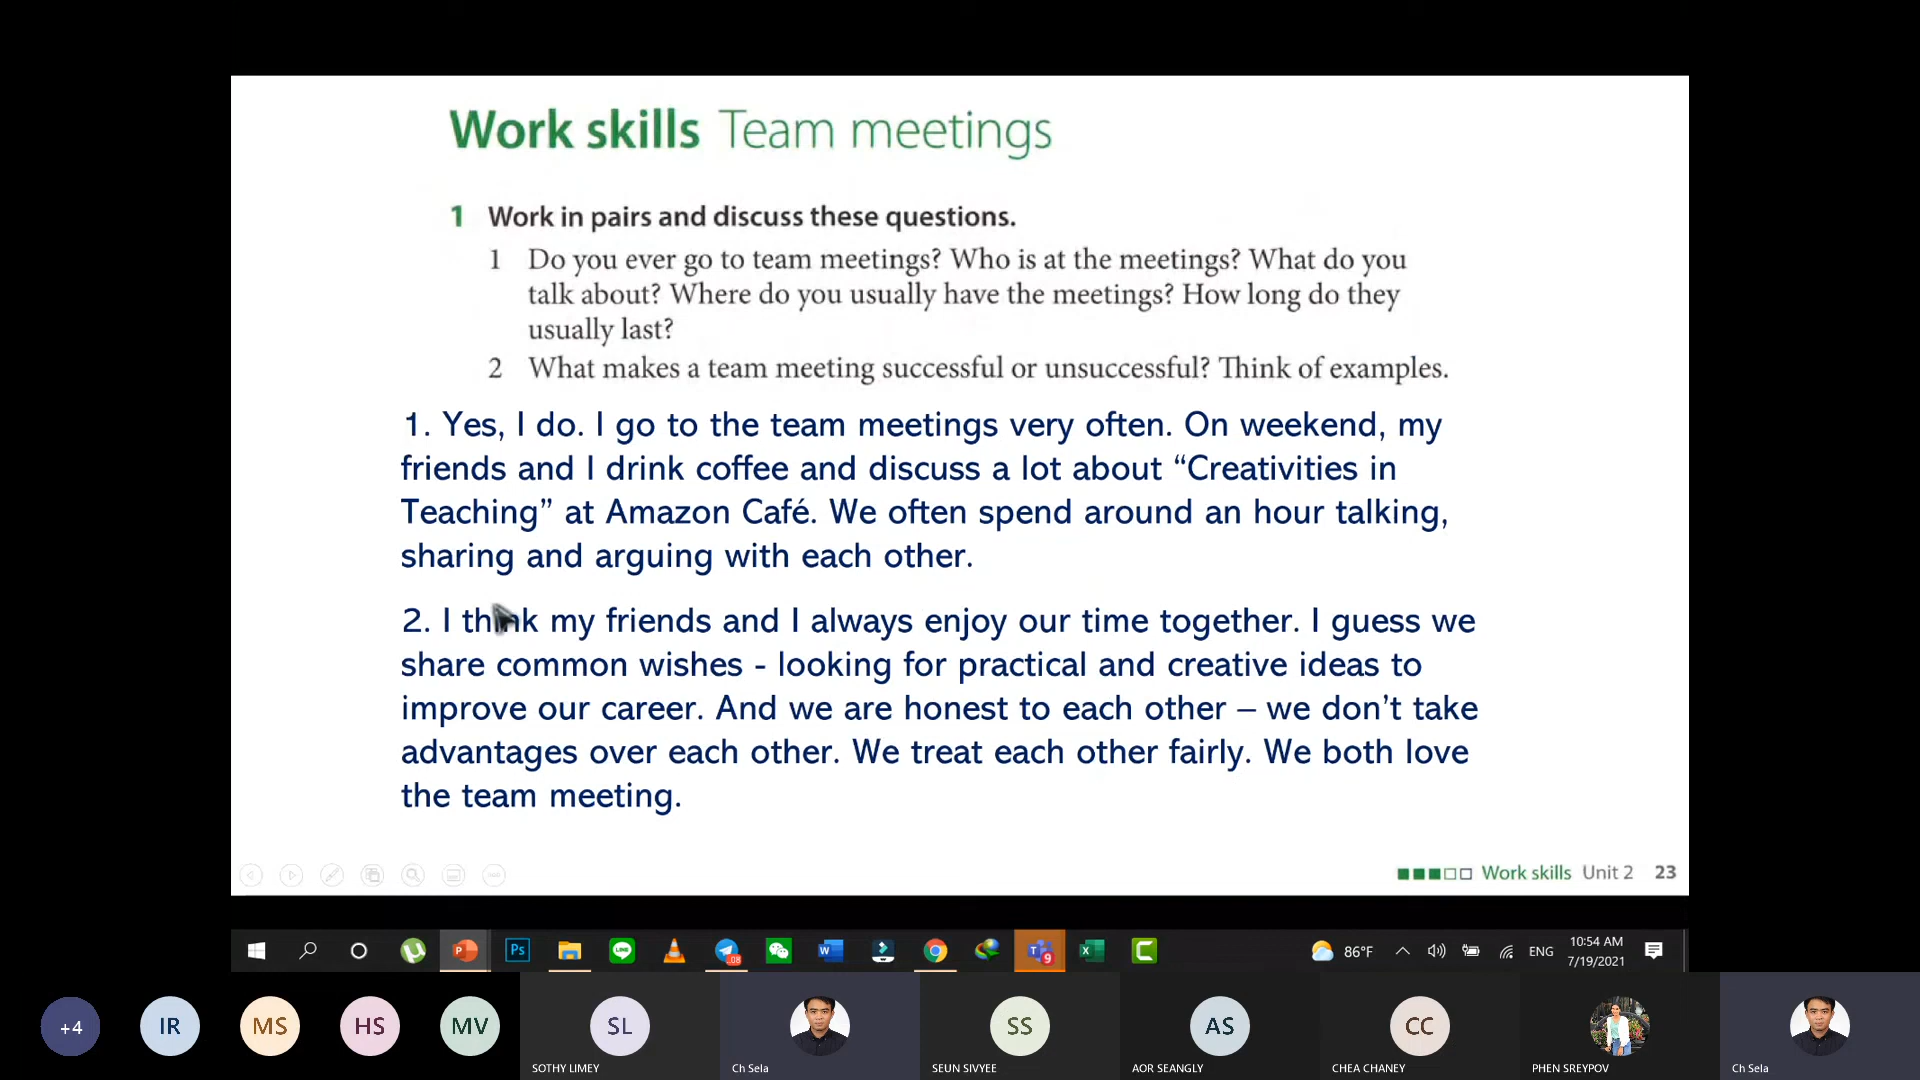 Work skills Team meetings
1 Work in pairs and discuss these questions.
1 Do you ever go to team meetings? Who is at the meetings? What do you
talk about? Where do you usually have the meetings? How long do they
usually last?
2 What makes a team meeting successful or unsuccessful? Think of examples.
1. Yes, I do. I go to the team meetings very often. On weekend, my
friends and I drink coffee and discuss a lot about “Creativities in
Teaching” at Amazon Café. We often spend around an hour talking,
sharing and arguing with each other.
2. I think my friends and I always enjoy our time together. I guess we
share common wishes - looking for practical and creative ideas to
improve our career. And we are honest to each other – we don’t take
advantages over each other. We treat each other fairly. We both love
the team meeting.
Work skills Unit 2 23
Ps
T 9
86°F
ENG
10:54 AM
7/19/2021
+4 IR MS HS MV SL SS AS CC
SOTHY LIMEY Ch Sela SEUN SIVYEE AOR SEANGLY CHEA CHANEY PHEN SREYPOV Ch Sela